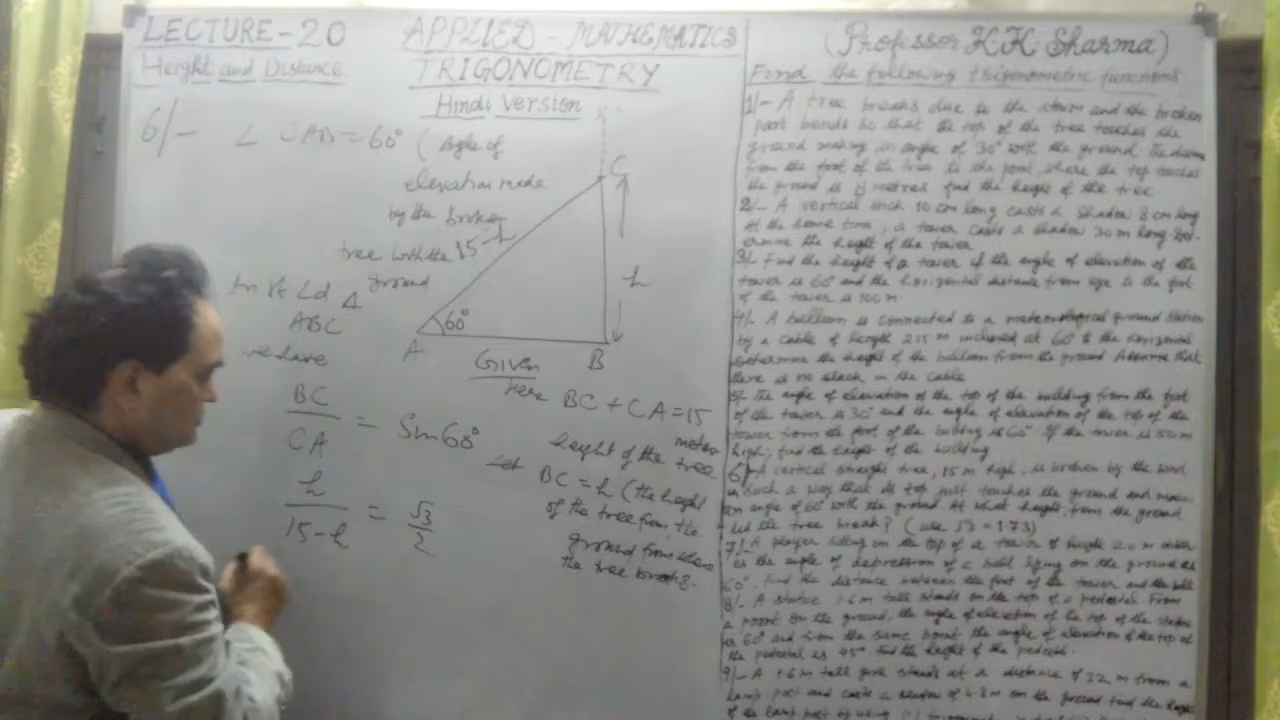 LECTURE-20
Height and Distance
APPLIED - MATHEMATICS
TRIGONOMETRY
Hindi Version
(Professor K.K. Sharma)
6/- ∠ CAB = 60° (Angle of
elevation made
by the broken
tree with the
ground
In rt ∠d Δ
ABC
we have
BC
CA
= Sin 60°
h
15-h
= √3
2
C
15-h
h
60°
A
B
Given
here BC + CA = 15
meter
height of the tree
Let BC = h (the height
of the tree from the
ground from where
the tree
Find the following trigonometric functions
1/- A tree breaks due to the storm and the broken
part bends so that the top of the tree touches the
ground making an angle of 30° with the ground. The
from the foot of the tree to the point where the top touches
the ground is 8 metres find the height of the tree
2/- A vertical stick 10 cm long casts a shadow 8 cm long
At the same time, a tower casts a shadow 30 m long. Det-
ermine the height of the tower
3/- Find the height of a tower if the angle of elevation of the
tower is 60° and the horizontal distance from eye to the foot
of the tower is 100 m
4/- A balloon is connected to a meteorological ground station
by a cable of length 215 m inclined at 60° to the horizontal
determine the height of the balloon from the ground Assume that
there is no slack in the cable
5/- The angle of elevation of the top of the building from the foot
of the tower is 30° and the angle of elevation of the top of the
tower from the foot of the building is 60° If the tower is 50 m
high, find the height of the building
6/- A vertical straight tree, 15 m high, is broken by the wind
in such a way that its top just touches the ground and makes
an angle of 60° with the ground At what height from the ground
did the tree break? (use √3 = 1.73)
7/- A player sitting on the top of a tower of height 20 m
the angle of depression of a ball lying on the ground as
60°. Find the distance between the foot of the tower and the ball
8/- A statue 1.6 m tall stands on the top of a pedestal From
a point on the ground, the angle of elevation of the top of the statue
is 60° and from the same point the angle of elevation of the top of
the pedestal is 45° Find the height of the pedestal.
9/- A 1.6 m tall girl stands at a distance of 3.2 m from a
lamp post and casts a shadow of 4.8 m on the ground find the height
of the lamp post by using